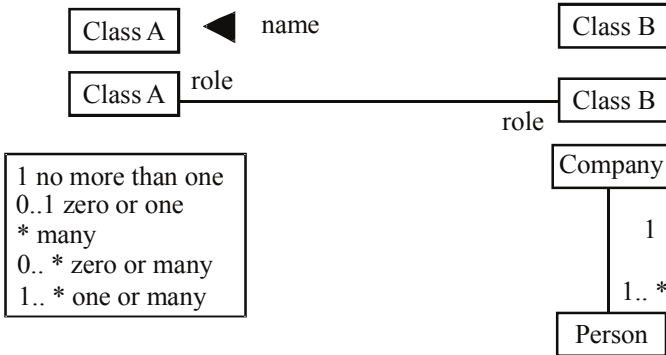 Class A
name
Class B
Class A
role
role
Class B
1 no more than one
0..1 zero or one
* many
0.. * zero or many
1.. * one or many
Company
1
1.. *
Person